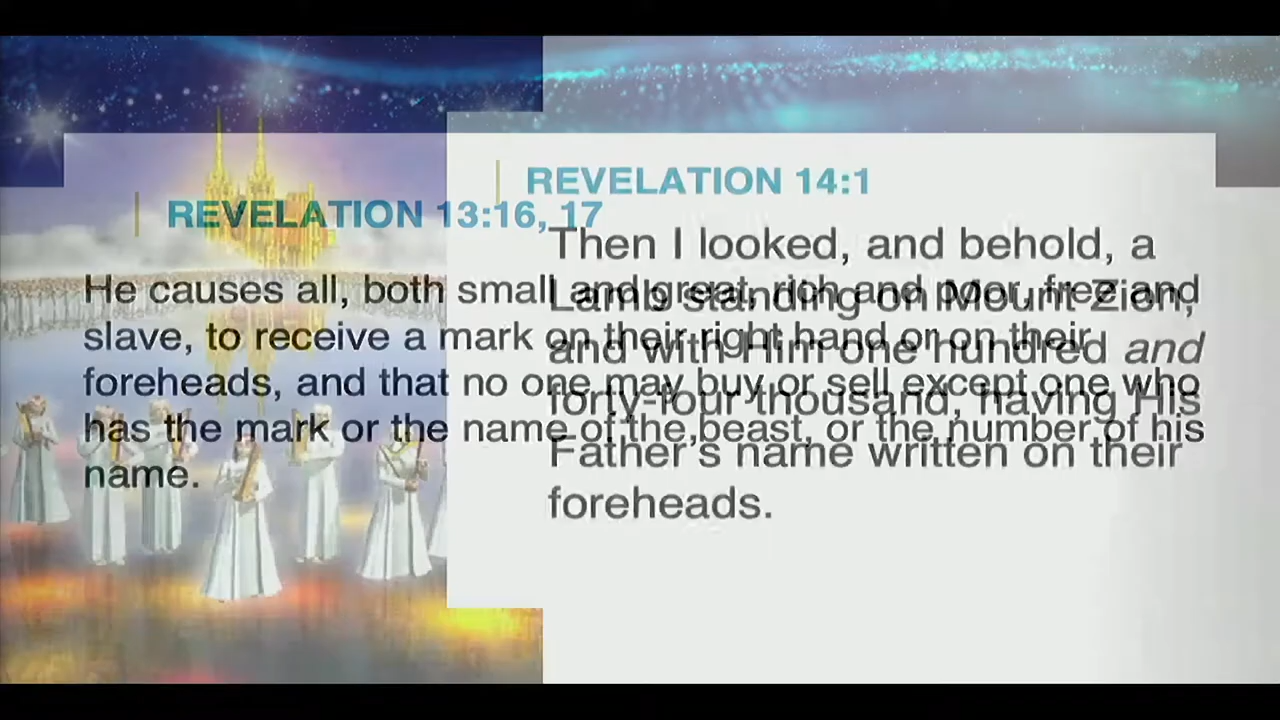 REVELATION 13:16, 17
He causes all, both small and great, rich and poor, free and
slave, to receive a mark on their right hand or on their
foreheads, and that no one may buy or sell except one who
has the mark or the name of the beast, or the number of his
name.
REVELATION 14:1
Then I looked, and behold, a
Lamb standing on Mount Zion,
and with Him one hundred and
forty-four thousand, having His
Father's name written on their
foreheads.